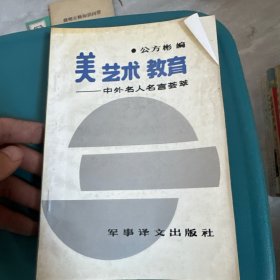 公方彬 编
美 艺术 教育
——中外名人名言荟萃
军事译文出版社